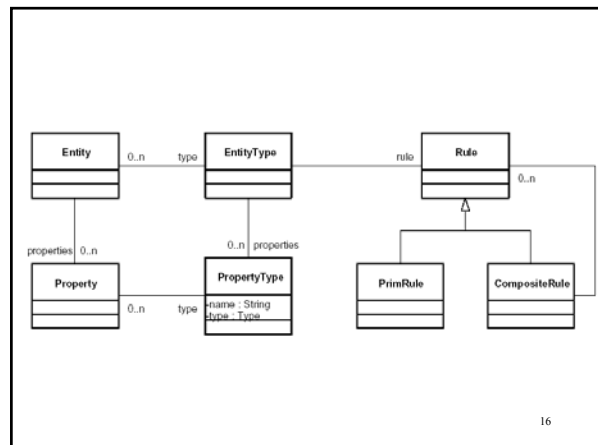 Entity
0..n
type
EntityType
rule
Rule
0..n
properties
0..n
0..n
properties
Property
0..n
type
PropertyType
-name : String
-type : Type
PrimRule
CompositeRule
16